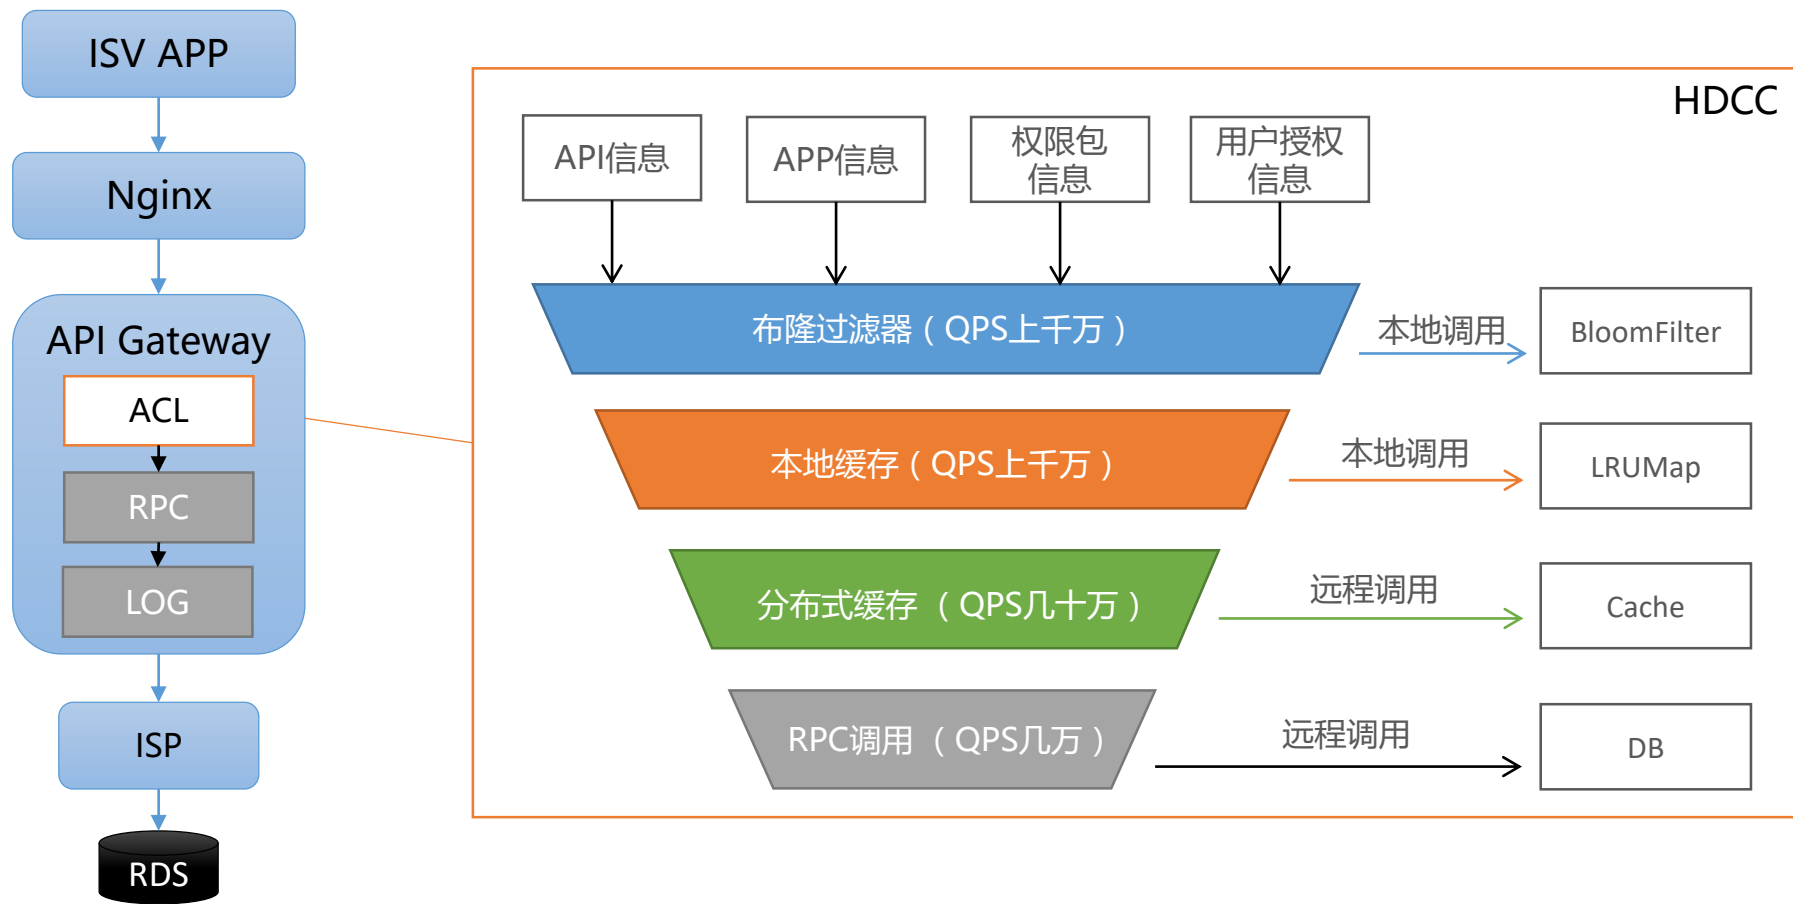 ISV APP
Nginx
API Gateway
ACL
RPC
LOG
ISP
RDS
HDCC
API信息
APP信息
权限包
信息
用户授权
信息
布隆过滤器（QPS上千万）
本地调用
BloomFilter
本地缓存（QPS上千万）
本地调用
LRUMap
分布式缓存 （QPS几十万）
远程调用
Cache
RPC调用 （QPS几万）
远程调用
DB